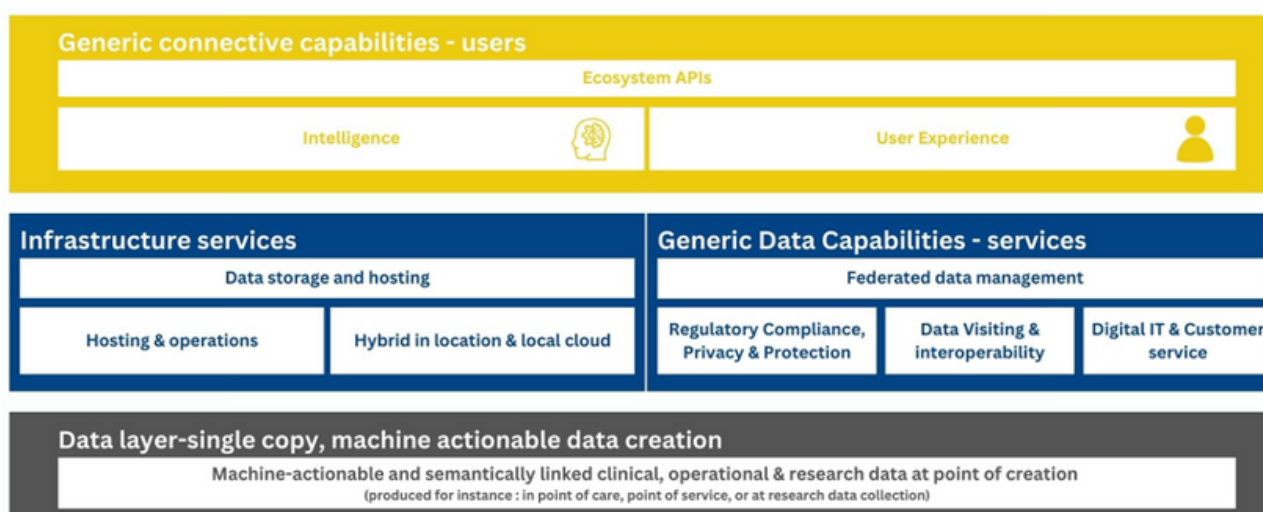 Generic connective capabilities - users
Ecosystem APIs
Intelligence
User Experience
Infrastructure services
Data storage and hosting
Hosting & operations
Hybrid in location & local cloud
Generic Data Capabilities - services
Federated data management
Regulatory Compliance,
Privacy & Protection
Data Visiting &
interoperability
Digital IT & Customer
service
Data layer-single copy, machine actionable data creation
Machine-actionable and semantically linked clinical, operational & research data at point of creation
(produced for instance : in point of care, point of service, or at research data collection)